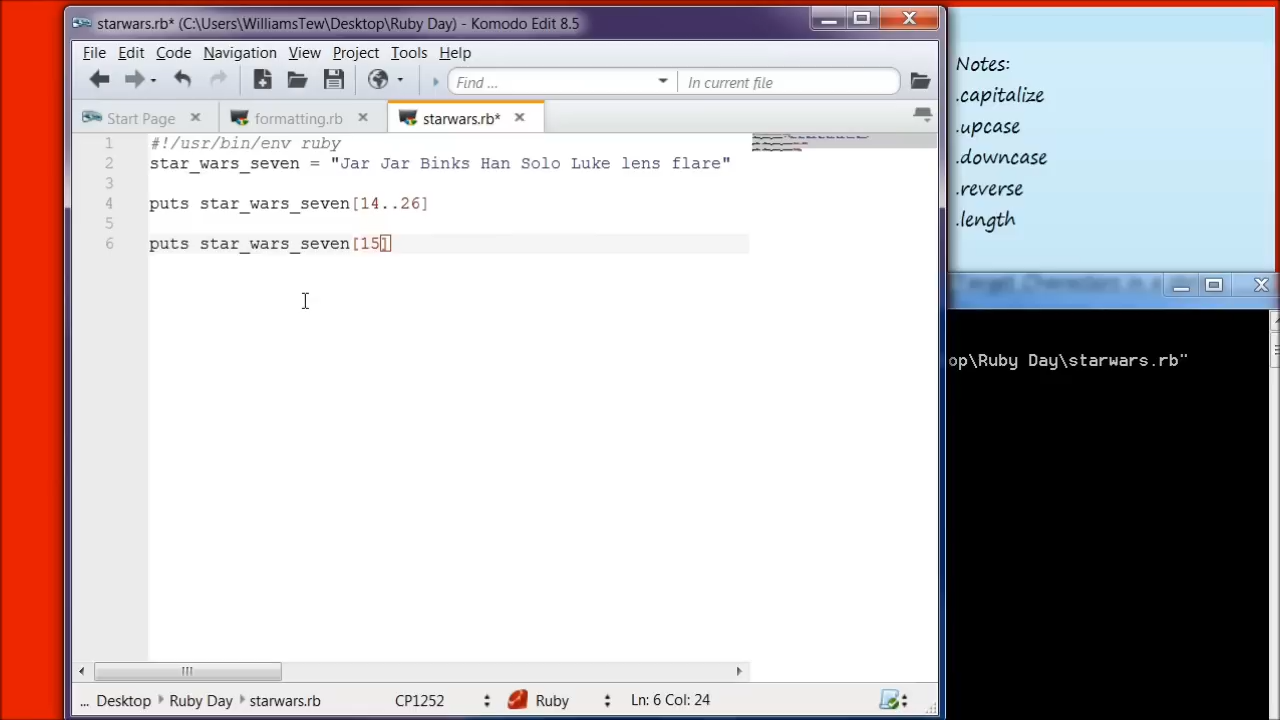 starwars.rb* (C:\Users\WilliamsTew\Desktop\Ruby Day) - Komodo Edit 8.5
File Edit Code Navigation View Project Tools Help
Find ... In current file
Start Page formatting.rb starwars.rb*
1 #!/usr/bin/env ruby
2 star_wars_seven = "Jar Jar Binks Han Solo Luke lens flare"
3
4 puts star_wars_seven[14..26]
5
6 puts star_wars_seven[15]
... Desktop Ruby Day starwars.rb CP1252 Ruby Ln: 6 Col: 24
Notes:
.capitalize
.upcase
.downcase
.reverse
.length
op\Ruby Day\starwars.rb"